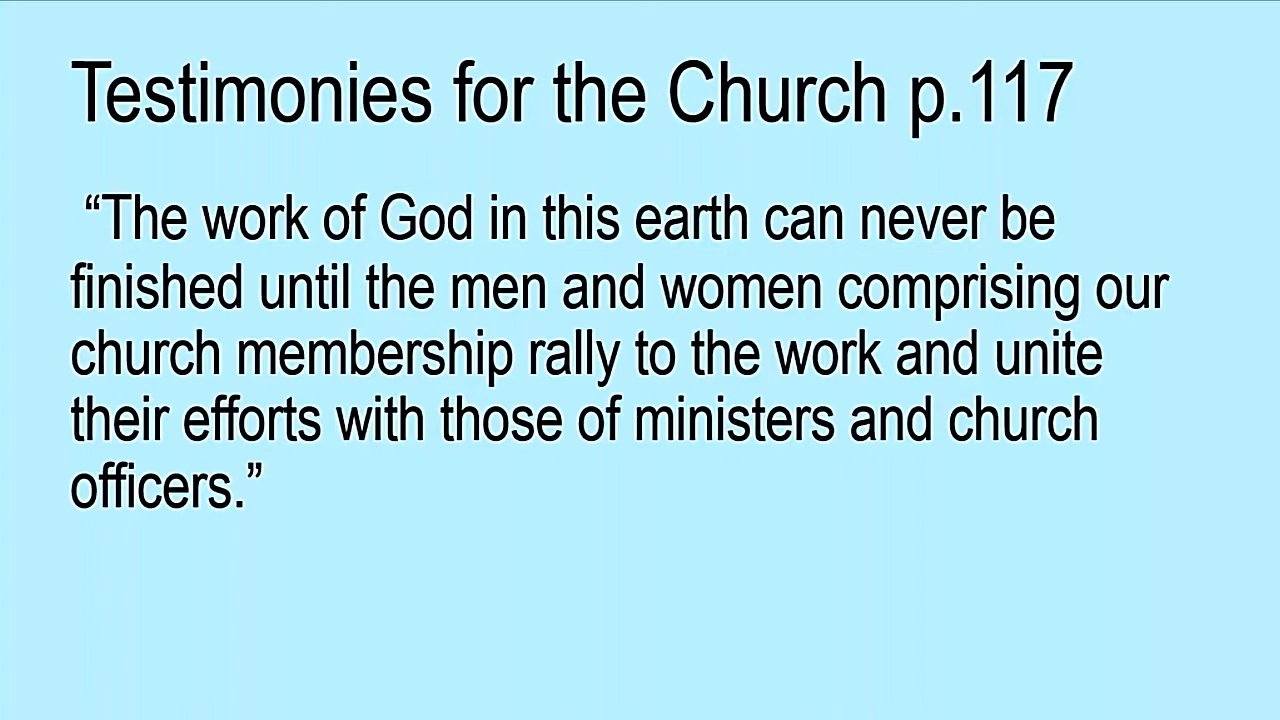 Testimonies for the Church p.117
“The work of God in this earth can never be
finished until the men and women comprising our
church membership rally to the work and unite
their efforts with those of ministers and church
officers.”